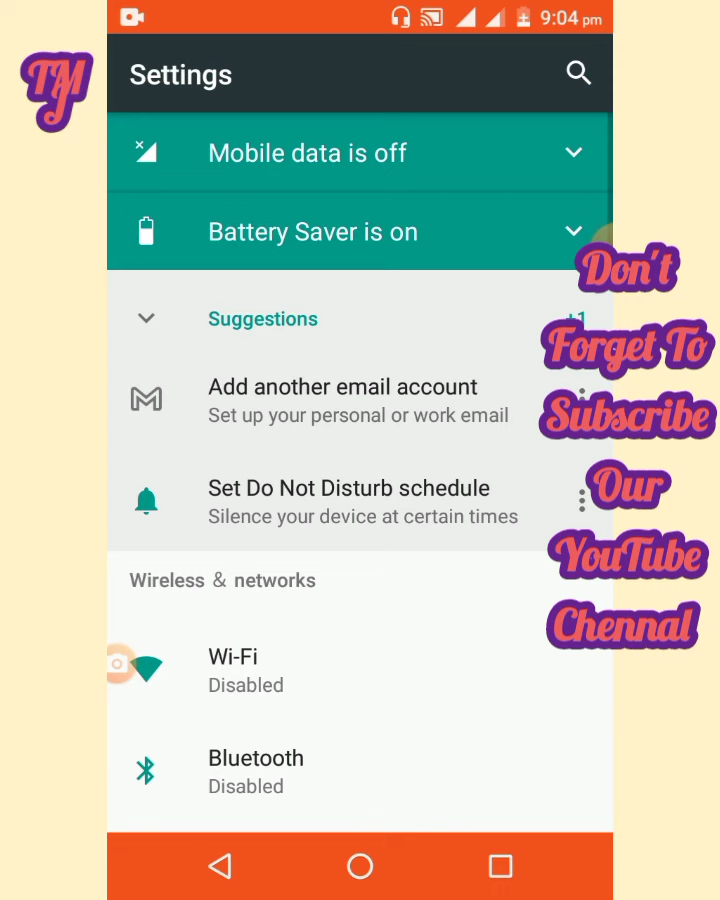 9:04 pm
TMJ
Settings
Mobile data is off
Battery Saver is on
Don't
Forget To
Subscribe
Our
YouTube
Chennal
Suggestions
+1
Add another email account
Set up your personal or work email
Set Do Not Disturb schedule
Silence your device at certain times
Wireless & networks
Wi-Fi
Disabled
Bluetooth
Disabled